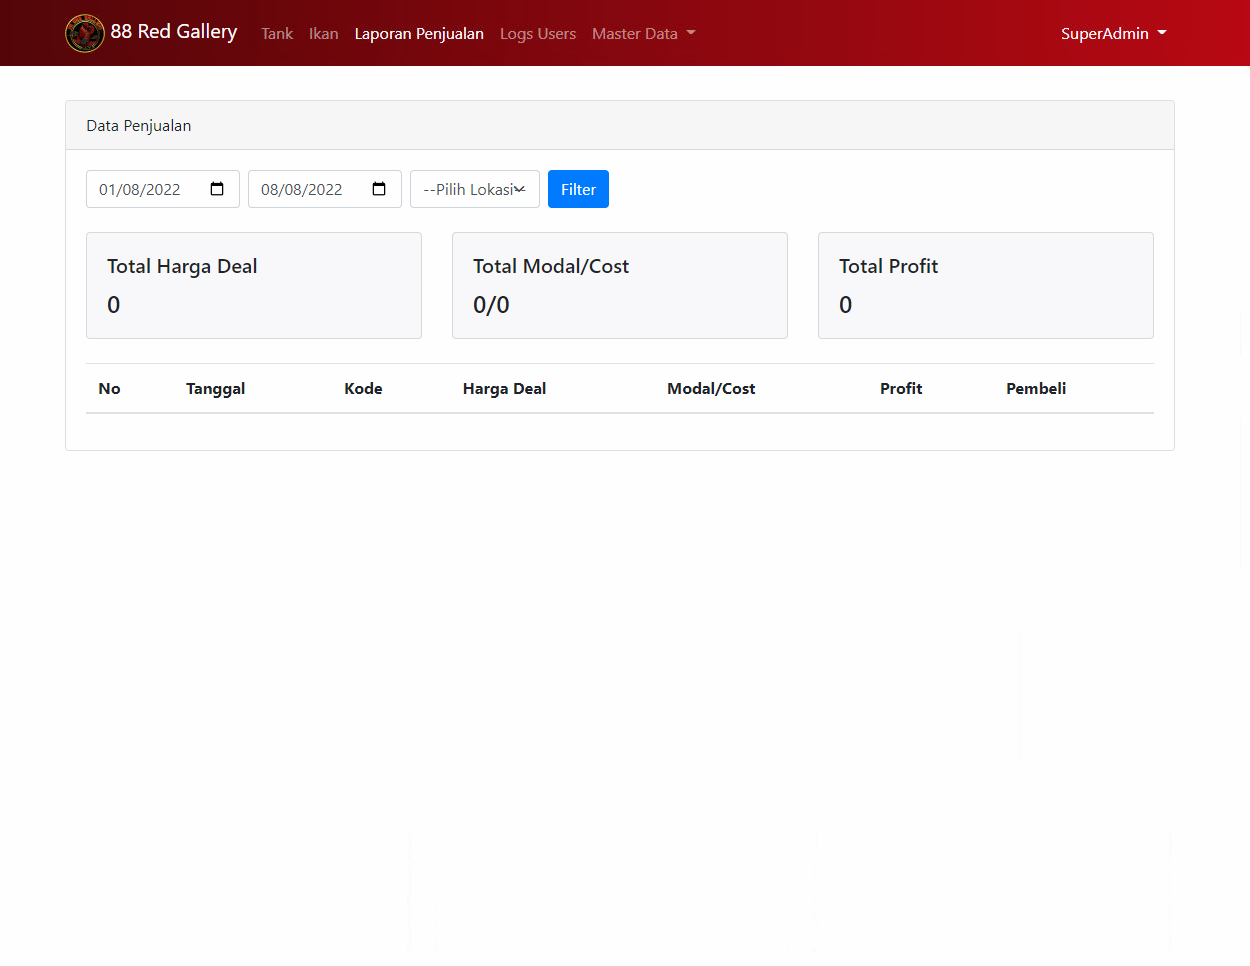 88 Red Gallery Tank Ikan Laporan Penjualan Logs Users Master Data SuperAdmin
Data Penjualan
01/08/2022 08/08/2022 --Pilih Lokasi-- Filter
Total Harga Deal Total Modal/Cost Total Profit
0 0/0 0
No Tanggal Kode Harga Deal Modal/Cost Profit Pembeli